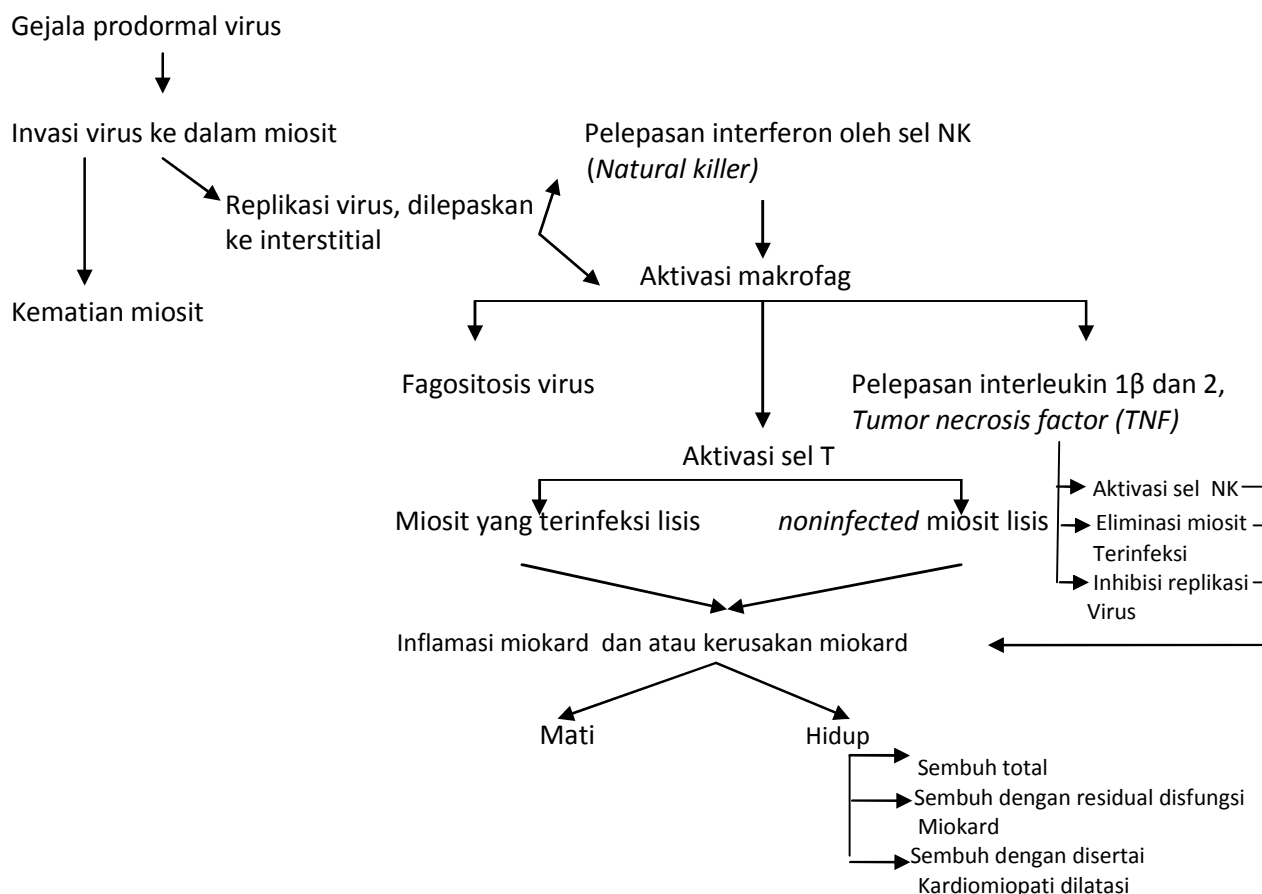 Gejala prodormal virus
Invasi virus ke dalam miosit
Pelepasan interferon oleh sel NK
(Natural killer)
Replikasi virus, dilepaskan
ke interstitial
Aktivasi makrofag
Kematian miosit
Fagositosis virus
Pelepasan interleukin 1β dan 2,
Tumor necrosis factor (TNF)
Aktivasi sel T
Aktivasi sel NK
Miosit yang terinfeksi lisis
noninfected miosit lisis
Eliminasi miosit
Terinfeksi
Inhibisi replikasi
Virus
Inflamasi miokard dan atau kerusakan miokard
Mati
Hidup
Sembuh total
Sembuh dengan residual disfungsi
Miokard
Sembuh dengan disertai
Kardiomiopati dilatasi